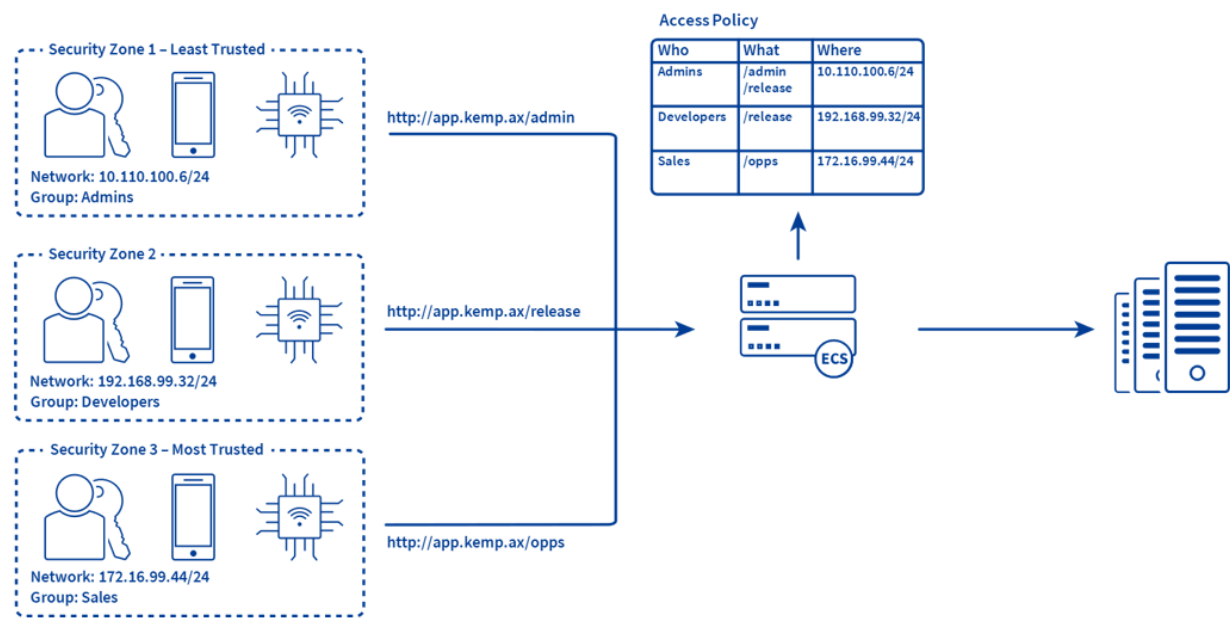 Access Policy
Who What Where
Admins /admin 10.110.100.6/24
/release
Developers /release 192.168.99.32/24
Sales /opps 172.16.99.44/24
Security Zone 1 – Least Trusted
Network: 10.110.100.6/24
Group: Admins
http://app.kemp.ax/admin
Security Zone 2
Network: 192.168.99.32/24
Group: Developers
http://app.kemp.ax/release
ECS
Security Zone 3 – Most Trusted
Network: 172.16.99.44/24
Group: Sales
http://app.kemp.ax/opps